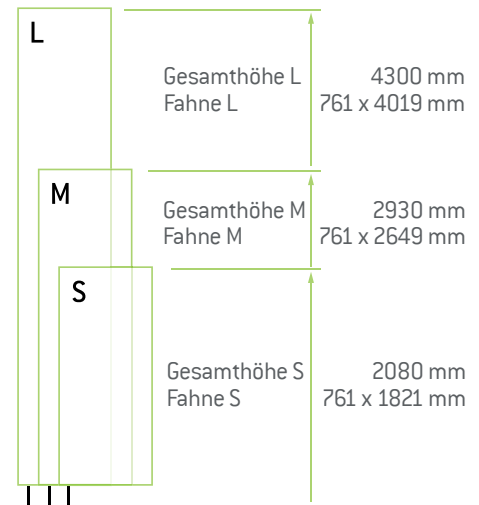 L
Gesamthöhe L 4300 mm
Fahne L 761 x 4019 mm
M
Gesamthöhe M 2930 mm
Fahne M 761 x 2649 mm
S
Gesamthöhe S 2080 mm
Fahne S 761 x 1821 mm